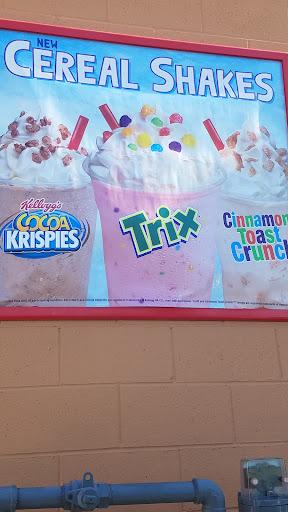 NEW
CEREAL SHAKES
Kellogg's
COCOA
KRISPIES
Trix
Cinnamon
Toast
Crunch